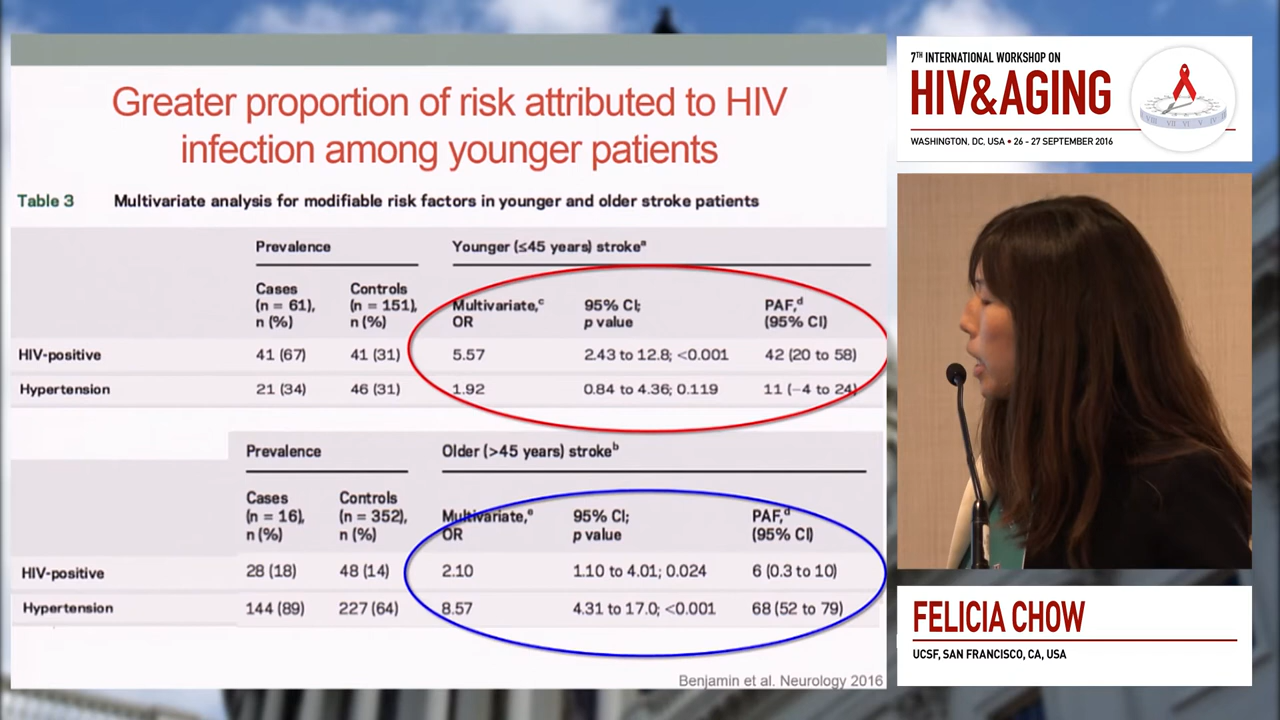 Greater proportion of risk attributed to HIV
infection among younger patients
Table 3 Multivariate analysis for modifiable risk factors in younger and older stroke patients
Prevalence Younger (≤45 years) strokeᵃ
Cases (n = 61), n (%) Controls (n = 151), n (%) Multivariate,ᶜ OR 95% CI; p value PAF,ᵈ (95% CI)
HIV-positive 41 (67) 41 (31) 5.57 2.43 to 12.8; <0.001 42 (20 to 58)
Hypertension 21 (34) 46 (31) 1.92 0.84 to 4.36; 0.119 11 (−4 to 24)
Prevalence Older (>45 years) strokeᵇ
Cases (n = 16), n (%) Controls (n = 352), n (%) Multivariate,ᵉ OR 95% CI; p value PAF,ᵈ (95% CI)
HIV-positive 28 (18) 48 (14) 2.10 1.10 to 4.01; 0.024 6 (0.3 to 10)
Hypertension 144 (89) 227 (64) 8.57 4.31 to 17.0; <0.001 68 (52 to 79)
Benjamin et al. Neurology 2016
7TH INTERNATIONAL WORKSHOP ON
HIV&AGING
WASHINGTON, DC, USA • 26 - 27 SEPTEMBER 2016
FELICIA CHOW
UCSF, SAN FRANCISCO, CA, USA